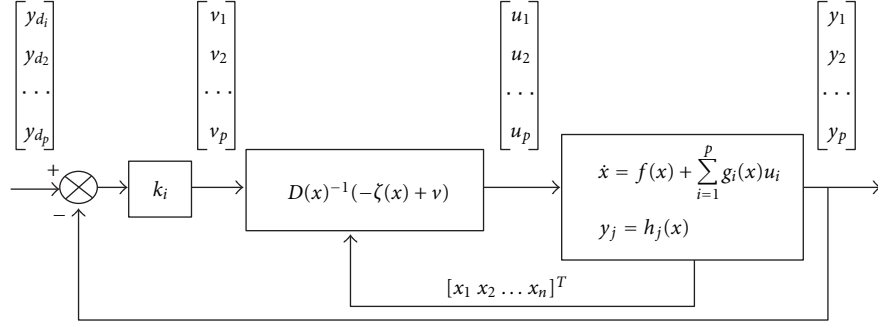 y_{d_i}
y_{d_2}
...
y_{d_p}
v_1
v_2
...
v_p
u_1
u_2
...
u_p
y_1
y_2
...
y_p
+
−
k_i
D(x)^{-1}(−ζ(x) + v)
ẋ = f(x) + \sum_{i=1}^{p} g_i(x)u_i
y_j = h_j(x)
[x_1 x_2 ... x_n]^T